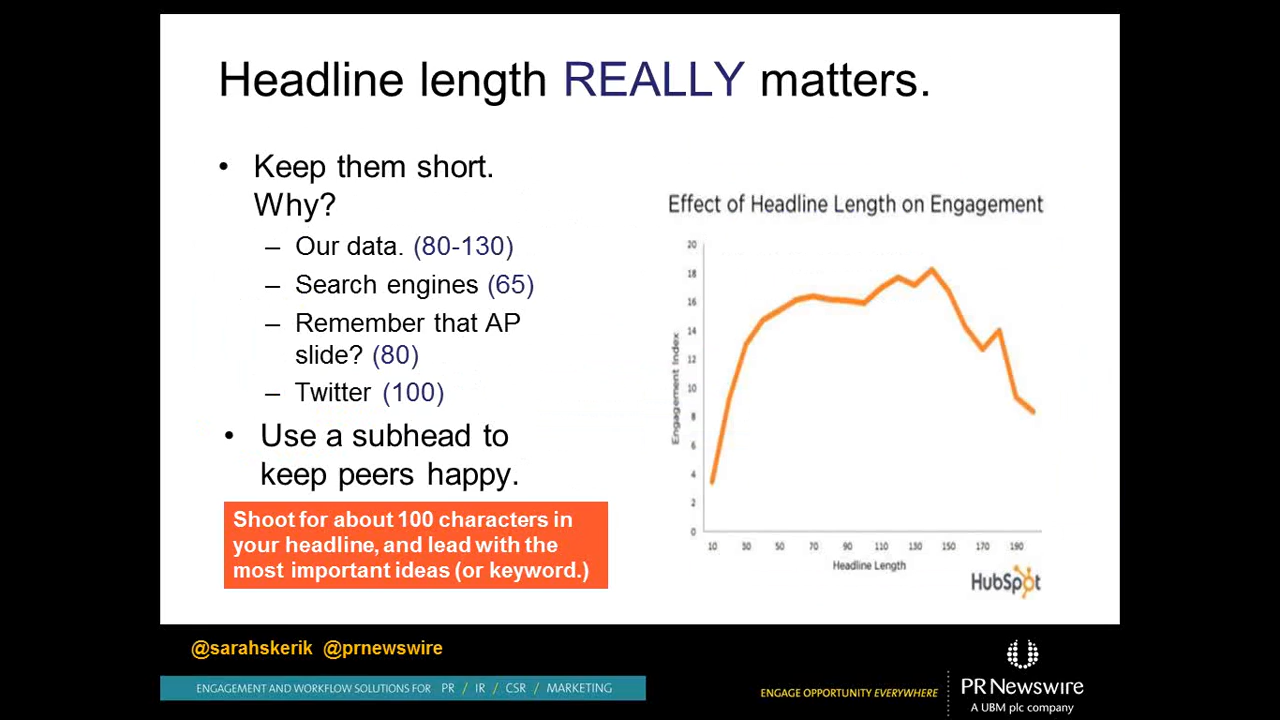 Headline length REALLY matters.
• Keep them short.
Why?
– Our data. (80-130)
– Search engines (65)
– Remember that AP
slide? (80)
– Twitter (100)
• Use a subhead to
keep peers happy.
Shoot for about 100 characters in
your headline, and lead with the
most important ideas (or keyword.)
Effect of Headline Length on Engagement
Engagement Index
20
18
16
14
12
10
8
6
4
2
0
10 30 50 70 90 110 130 150 170 190
Headline Length
HubSpot
@sarahskerik @prnewswire
ENGAGEMENT AND WORKFLOW SOLUTIONS FOR PR / IR / CSR / MARKETING
ENGAGE OPPORTUNITY EVERYWHERE
PR Newswire
A UBM plc company